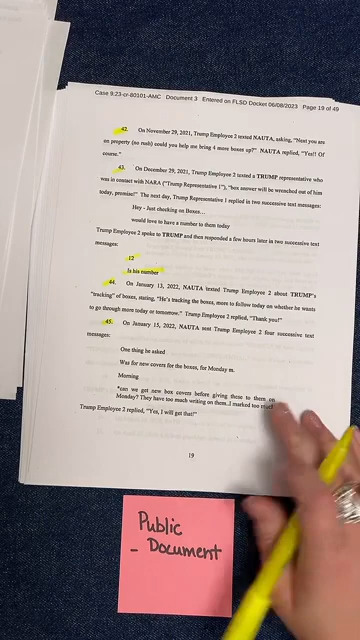 Case 9:23-cr-80101-AMC Document 3 Entered on FLSD Docket 06/08/2023 Page 19 of 49
42. On November 29, 2021, Trump Employee 2 texted NAUTA, asking, "Next you are
on property (no rush) could you help me bring 4 more boxes up?" NAUTA replied, "Yes!! Of
course."
43. On December 29, 2021, Trump Employee 2 texted a TRUMP representative who
was in contact with NARA ("Trump Representative 1"), "box answer will be wrenched out of him
today, promise!" The next day, Trump Representative 1 replied in two successive text messages:
Hey - Just checking on Boxes…
would love to have a number to them today
Trump Employee 2 spoke to TRUMP and then responded a few hours later in two successive text
messages:
12
Is his number
44. On January 13, 2022, NAUTA texted Trump Employee 2 about TRUMP's
"tracking" of boxes, stating, "He's tracking the boxes, more to follow today on whether he wants
to go through more today or tomorrow." Trump Employee 2 replied, "Thank you!"
45. On January 15, 2022, NAUTA sent Trump Employee 2 four successive text
messages:
One thing he asked
Was for new covers for the boxes, for Monday m.
Morning
*can we get new box covers before giving these to them on
Monday? They have too much writing on them..I marked too much
Trump Employee 2 replied, "Yes, I will get that!"
19
Public
- Document